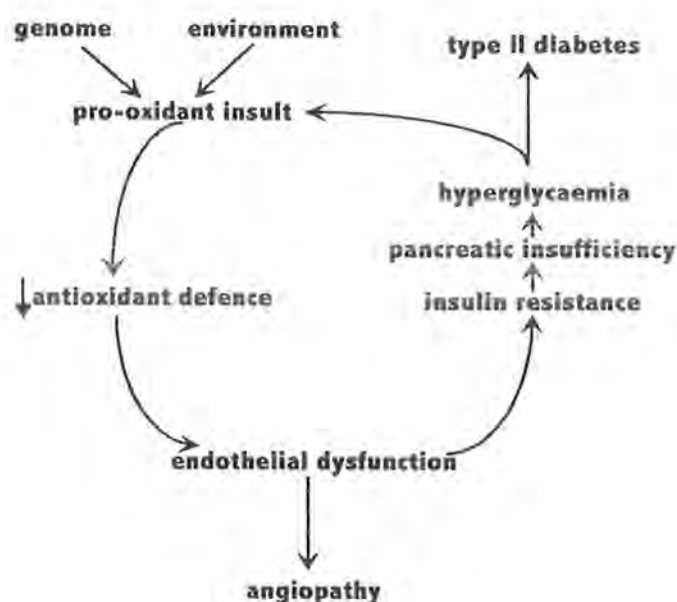 genome environment
type II diabetes
pro-oxidant insult
hyperglycaemia
pancreatic insufficiency
↓antioxidant defence
insulin resistance
endothelial dysfunction
angiopathy